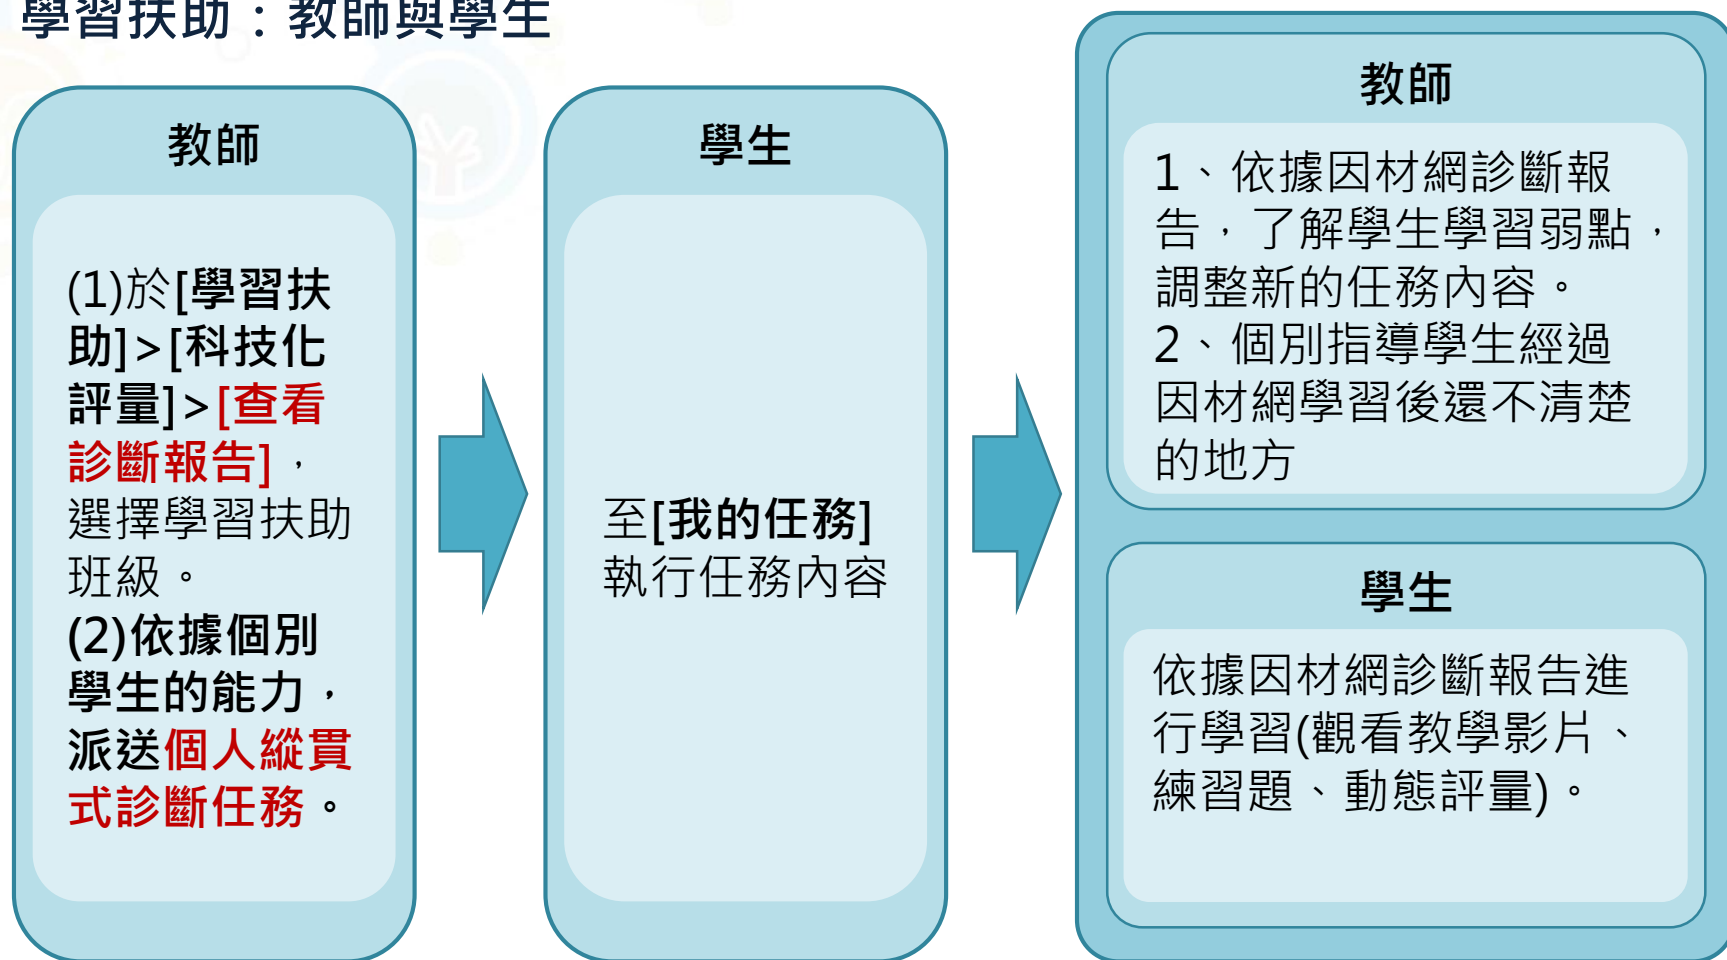 學習扶助：教師與學生
教師
(1)於[學習扶
助]>[科技化
評量]>[查看
診斷報告]，
選擇學習扶助
班級。
(2)依據個別
學生的能力，
派送個人縱貫
式診斷任務。
學生
至[我的任務]
執行任務內容
教師
1、依據因材網診斷報
告，了解學生學習弱點，
調整新的任務內容。
2、個別指導學生經過
因材網學習後還不清楚
的地方
學生
依據因材網診斷報告進
行學習(觀看教學影片、
練習題、動態評量)。